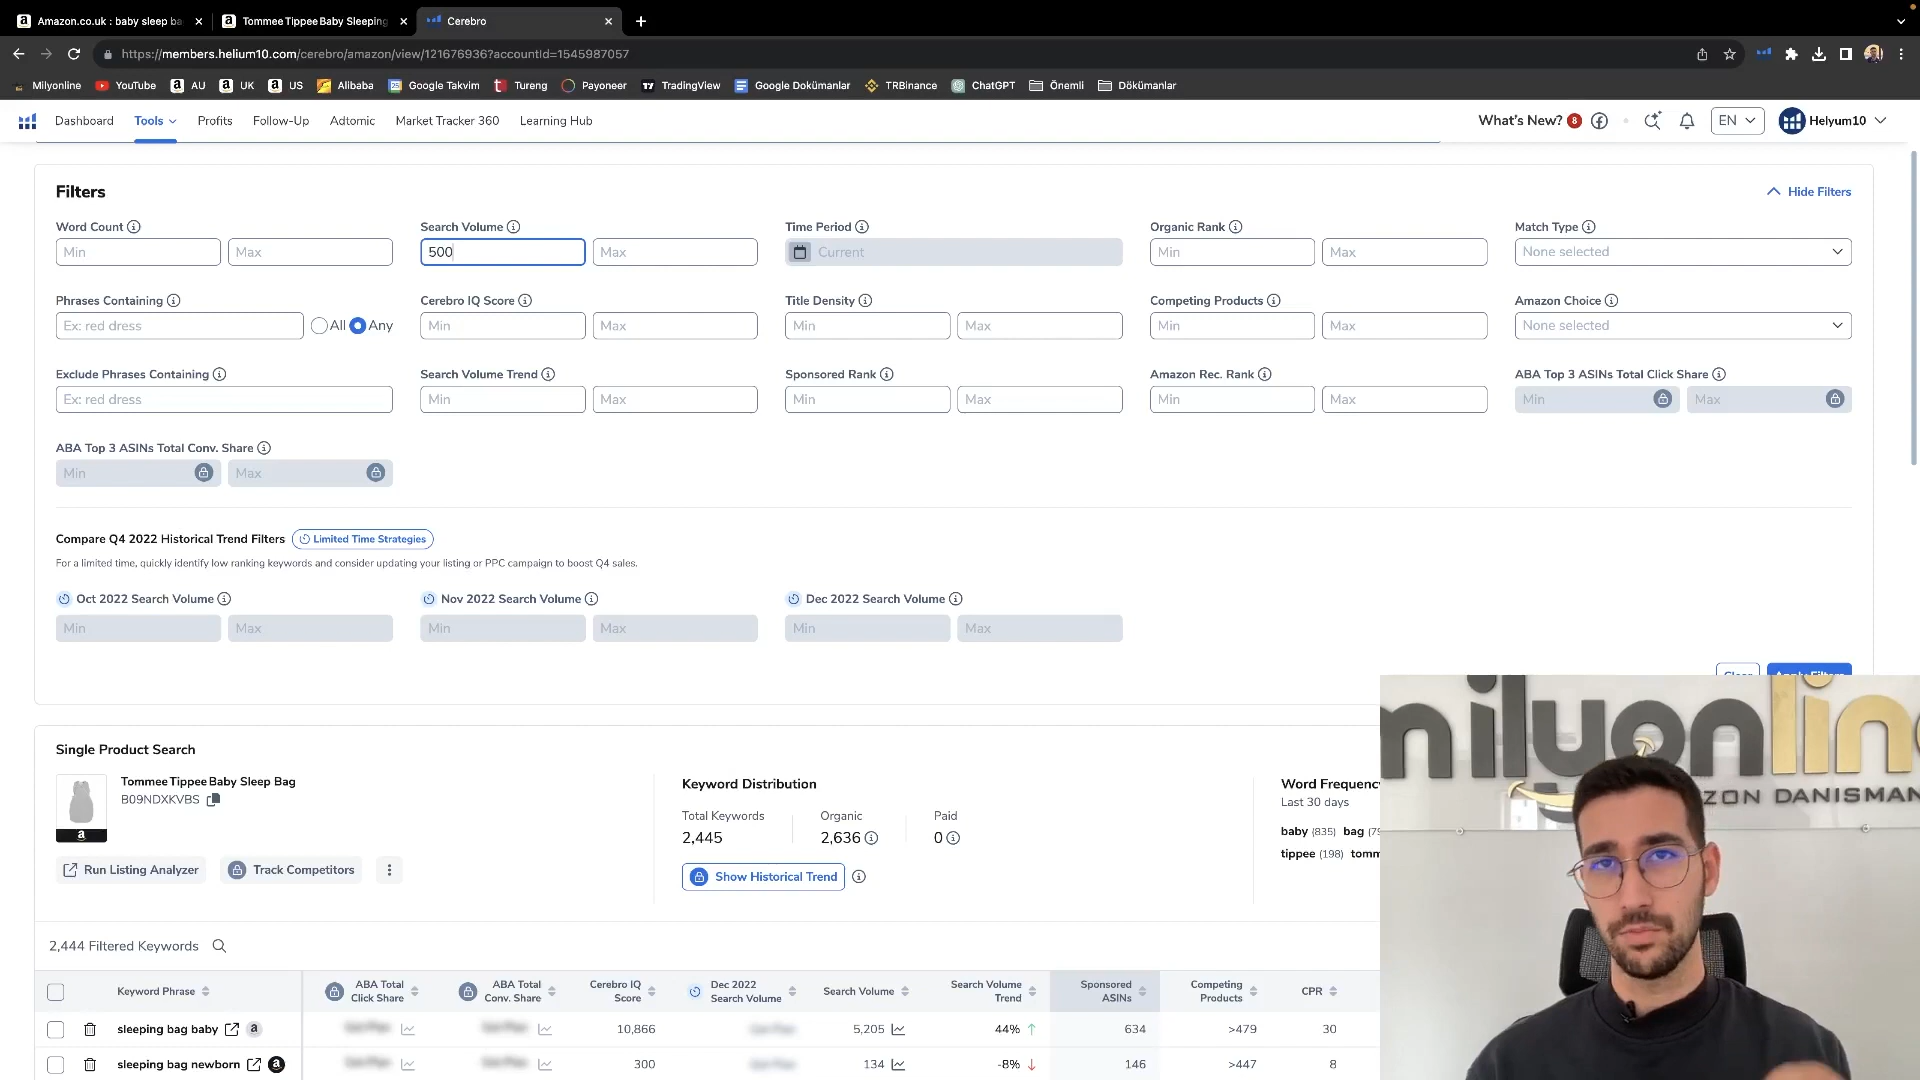 Amazon.co.uk : baby sleep ba
Tommee Tippee Baby Sleeping
Cerebro
https://members.helium10.com/cerebro/amazon/view/121676936?accountId=1545987057
Milyonline
YouTube
AU
UK
US
Alibaba
Google Takvim
Tureng
Payoneer
TradingView
Google Dokümanlar
TRBinance
ChatGPT
Önemli
Dökümanlar
Dashboard
Tools
Profits
Follow-Up
Adtomic
Market Tracker 360
Learning Hub
What's New? 8
EN
Helyum10
Filters
Hide Filters
Word Count
Search Volume
Time Period
Organic Rank
Match Type
Min
Max
500
Max
Current
Min
Max
None selected
Phrases Containing
Cerebro IQ Score
Title Density
Competing Products
Amazon Choice
Ex: red dress
All
Any
Min
Max
Min
Max
Min
Max
None selected
Exclude Phrases Containing
Search Volume Trend
Sponsored Rank
Amazon Rec. Rank
ABA Top 3 ASINs Total Click Share
Ex: red dress
Min
Max
Min
Max
Min
Max
Min
Max
ABA Top 3 ASINs Total Conv. Share
Min
Max
Compare Q4 2022 Historical Trend Filters
Limited Time Strategies
For a limited time, quickly identify low ranking keywords and consider updating your listing or PPC campaign to boost Q4 sales.
Oct 2022 Search Volume
Nov 2022 Search Volume
Dec 2022 Search Volume
Min
Max
Min
Max
Min
Max
Clear
Apply Filters
Single Product Search
Tommee Tippee Baby Sleep Bag
B09NDXKVBS
Run Listing Analyzer
Track Competitors
Keyword Distribution
Total Keywords
Organic
Paid
2,445
2,636
0
Show Historical Trend
Word Frequency
Last 30 days
baby (835) bag (79
tippee (198) tomm
2,444 Filtered Keywords
Keyword Phrase
ABA Total
Click Share
ABA Total
Conv. Share
Cerebro IQ
Score
Dec 2022
Search Volume
Search Volume
Search Volume
Trend
Sponsored
ASINs
Competing
Products
CPR
sleeping bag baby
10,866
5,205
44%
634
>479
30
sleeping bag newborn
300
134
-8%
146
>447
8
miluonlin
ZON DANISMAN